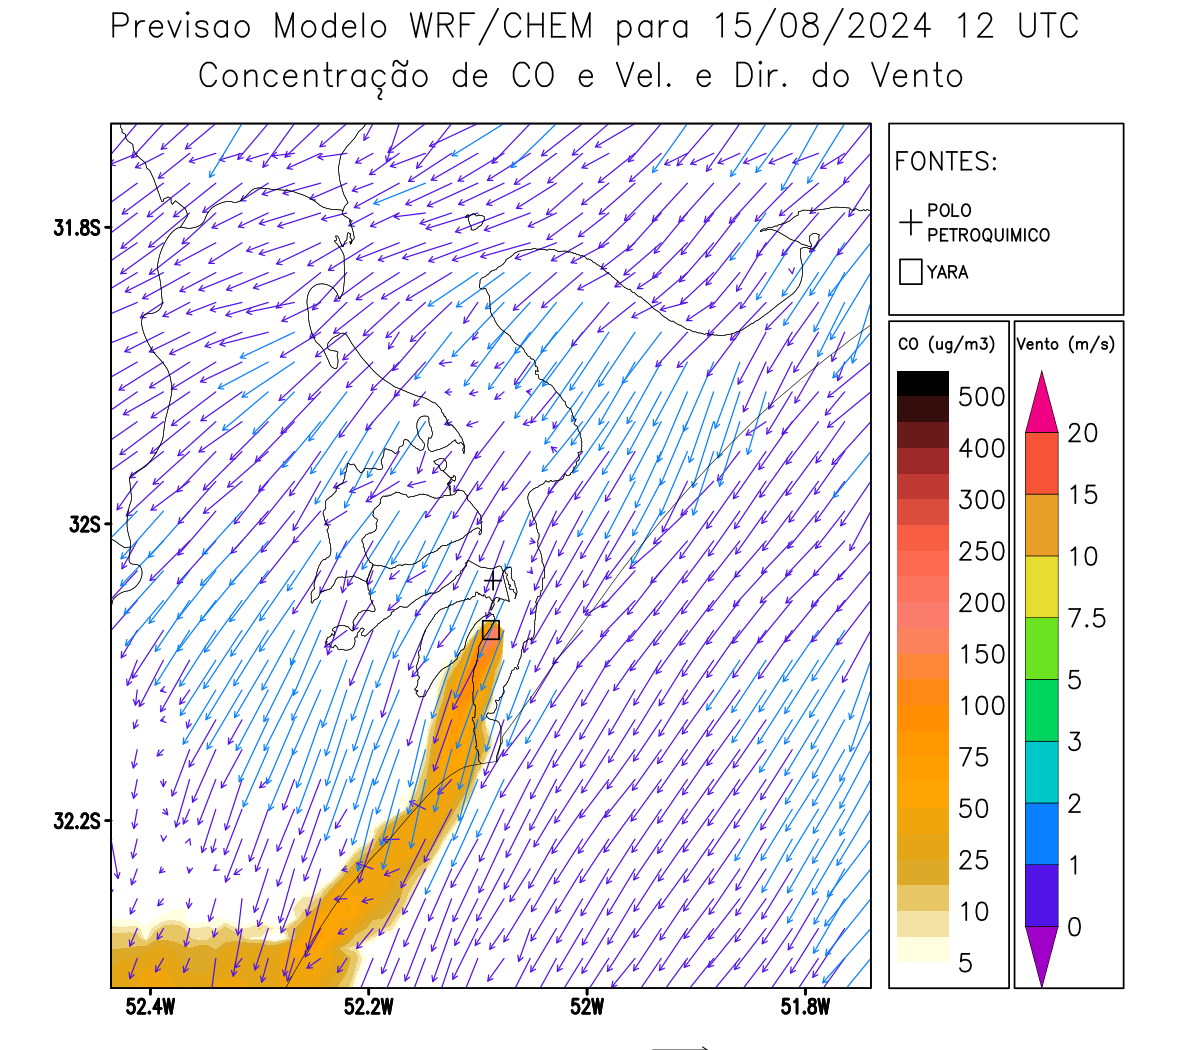 Previsao Modelo WRF/CHEM para 15/08/2024 12 UTC
Concentração de CO e Vel. e Dir. do Vento
FONTES:
POLO
PETROQUIMICO
YARA
CO (ug/m3)
500
400
300
250
200
150
100
75
50
25
10
5
Vento (m/s)
20
15
10
7.5
5
3
2
1
0
31.8S
32S
32.2S
52.4W
52.2W
52W
51.8W